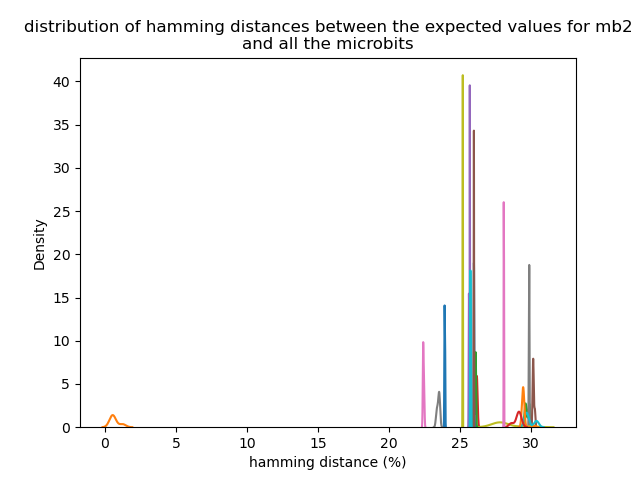 distribution of hamming distances between the expected values for mb2
and all the microbits
40
35
30
25
20
15
10
5
0
Density
0 5 10 15 20 25 30
hamming distance (%)